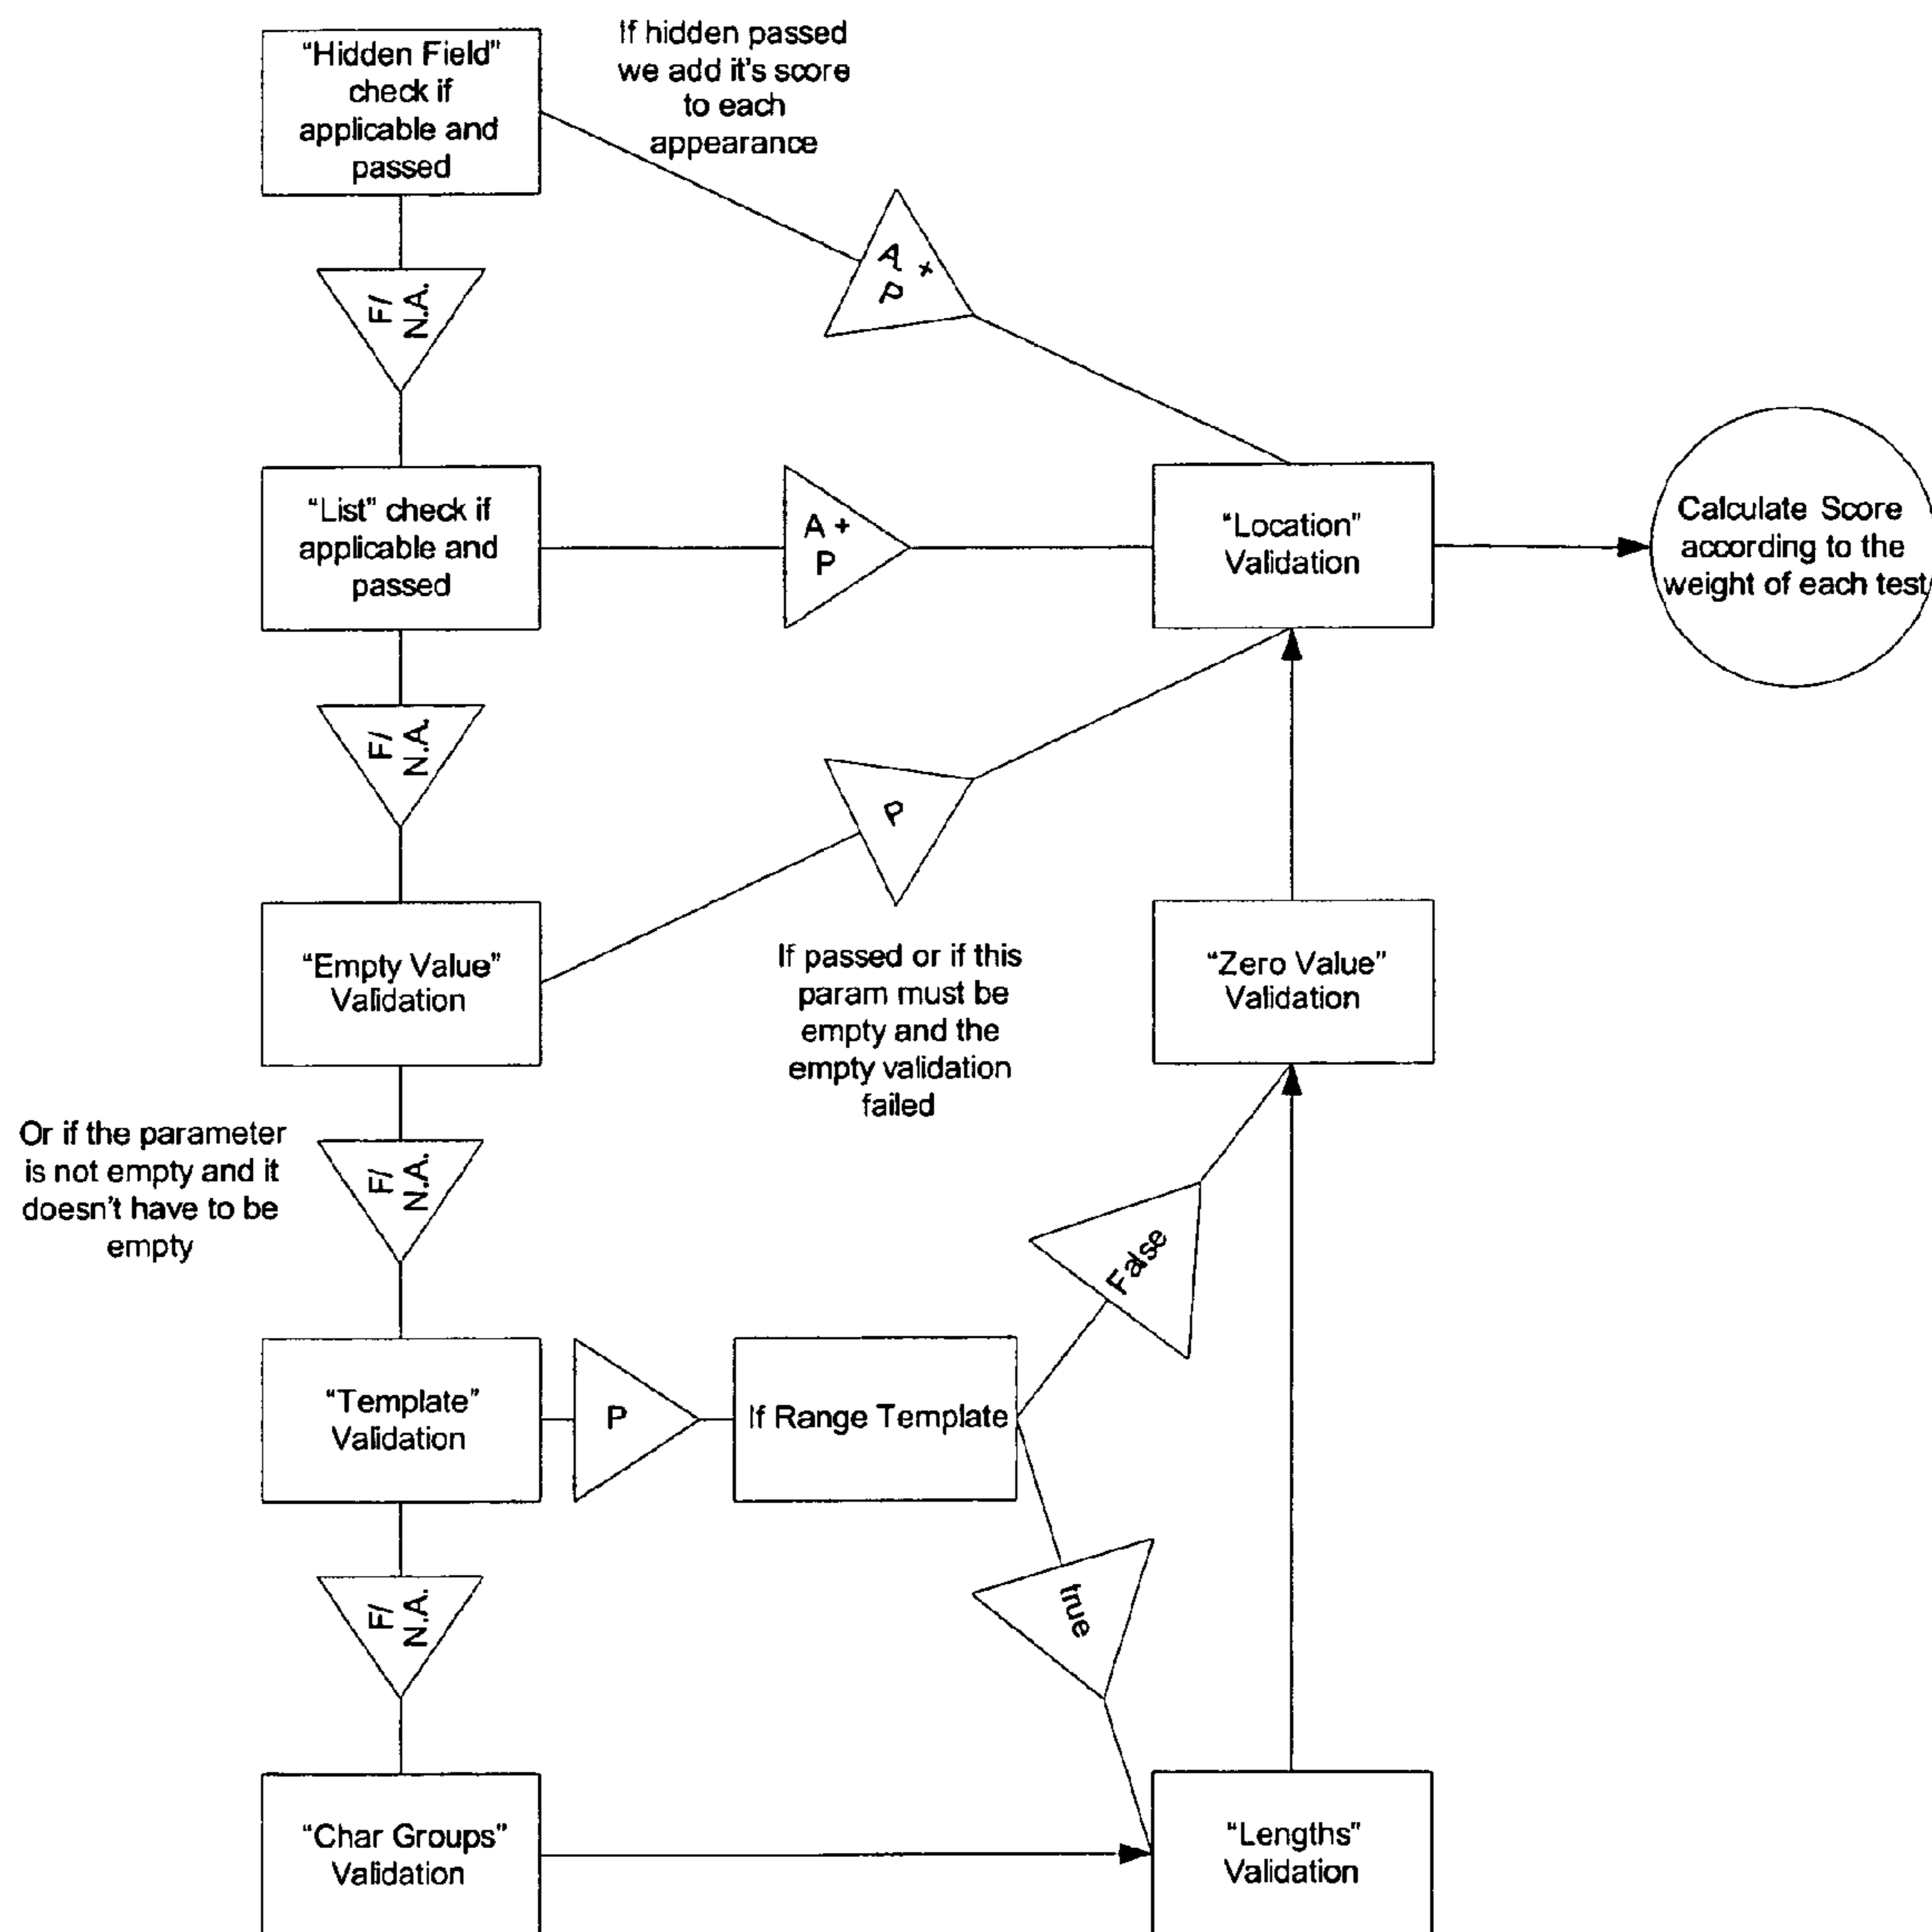 “Hidden Field”
check if
applicable and
passed
If hidden passed
we add it's score
to each
appearance
A +
P
F/
N.A.
“List” check if
applicable and
passed
A +
P
“Location”
Validation
Calculate Score
according to the
weight of each test
F/
N.A.
P
“Empty Value”
Validation
If passed or if this
param must be
empty and the
empty validation
failed
“Zero Value”
Validation
Or if the parameter
is not empty and it
doesn't have to be
empty
F/
N.A.
False
“Template”
Validation
P
If Range Template
true
F/
N.A.
“Char Groups”
Validation
“Lengths”
Validation